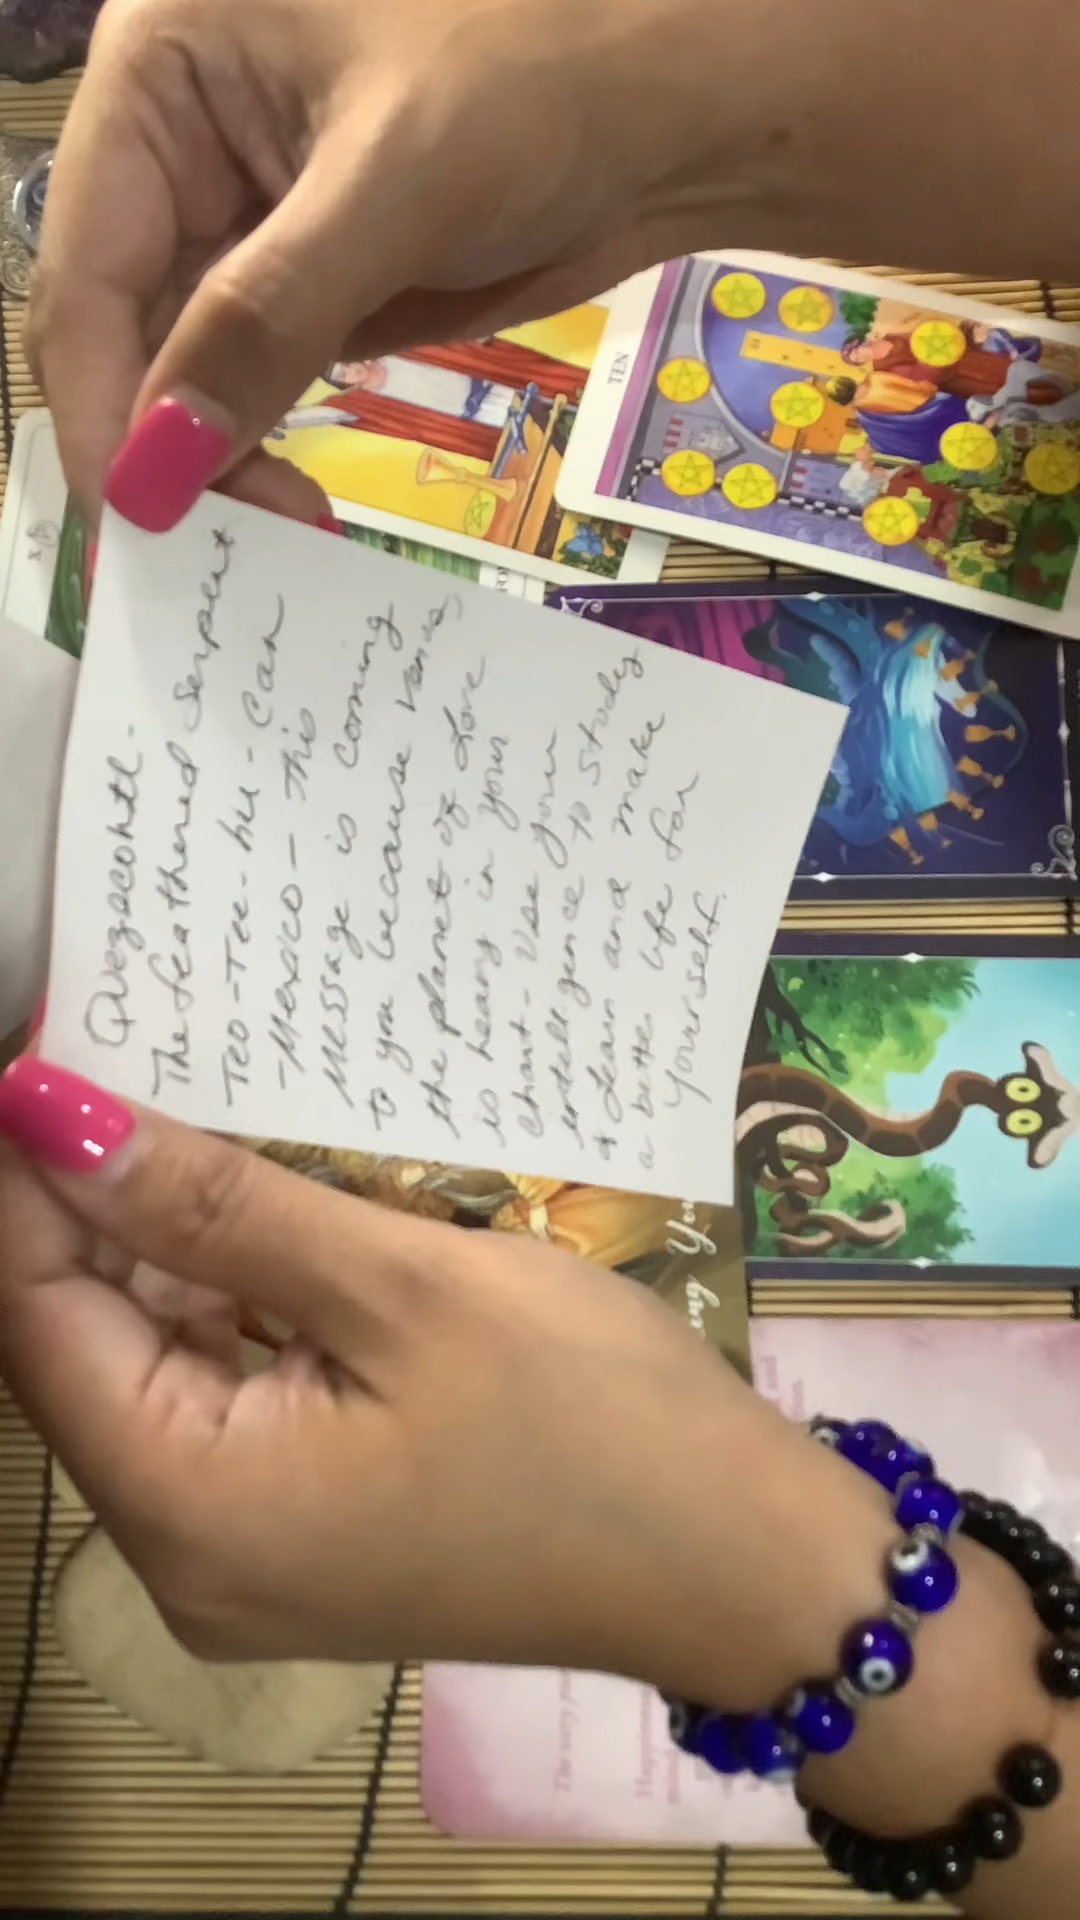 Quezacohtl -
The feathered Serpent
Teo-Tee-hu-Can
-Mexico - This
Message is coming
to you because Venus,
the planet of Love
is heavy in your
Chart - Use your
intelligence to study
& Learn and make
a better life for
Yourself.
TEN